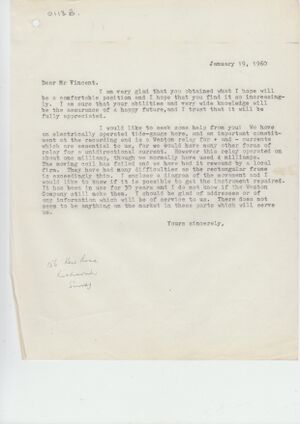 0113B.
January 19, 1960
Dear Mr Vincent.
I am very glad that you obtained what I hope will
be a comfortable position and I hope that you find it so increasing-
ly. I am sure that your abilities and very wide knowledge will
be the assurance of a happy future, and I trust that it will be
fully appreciated.
I would like to seek some help from you! We have
an electrically operated tide-gauge here, and an important constit-
uent at the recording end is a Weston relay for + and - currents
which are essential to us, for we could have many other forms of
relay for a unidirectional current. However this relay operated on
about one milliamp, though we normally have used 4 milliamps.
The moving coil has failed and we have had it rewound by a local
firm. They have had many difficulties as the rectangular frame
is exceedingly thin. I enclose a diagram of the movement and I
would like to know if it is possible to get the instrument repaired.
It has been in use for 30 years and I do not know if the Weston
Company still make them. I should be glad of addresses or of
any information which will be of service to us. There does not
seem to be anything on the market in these parts which will serve
us.
Yours sincerely,
Kew Road
Richmond
Surrey